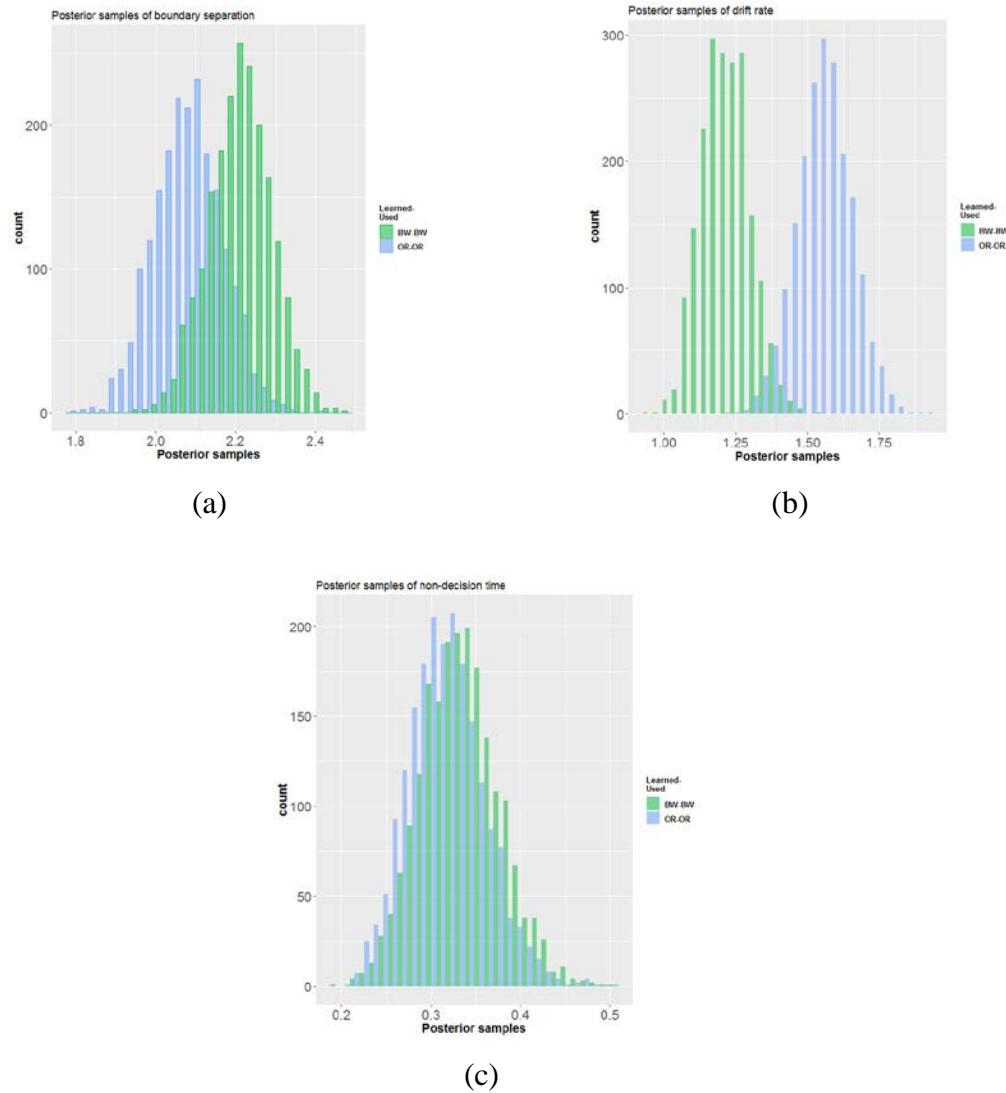 Posterior samples of boundary separation
200
100
0
count
1.8 2.0 2.2 2.4
Posterior samples
Learned-
Used
BW-BW
OR-OR
(a)
Posterior samples of drift rate
300
200
100
0
count
1.00 1.25 1.50 1.75
Posterior samples
Learned-
Used
BW-BW
OR-OR
(b)
Posterior samples of non-decision time
200
150
100
50
0
count
0.2 0.3 0.4 0.5
Posterior samples
Learned-
Used
BW-BW
OR-OR
(c)